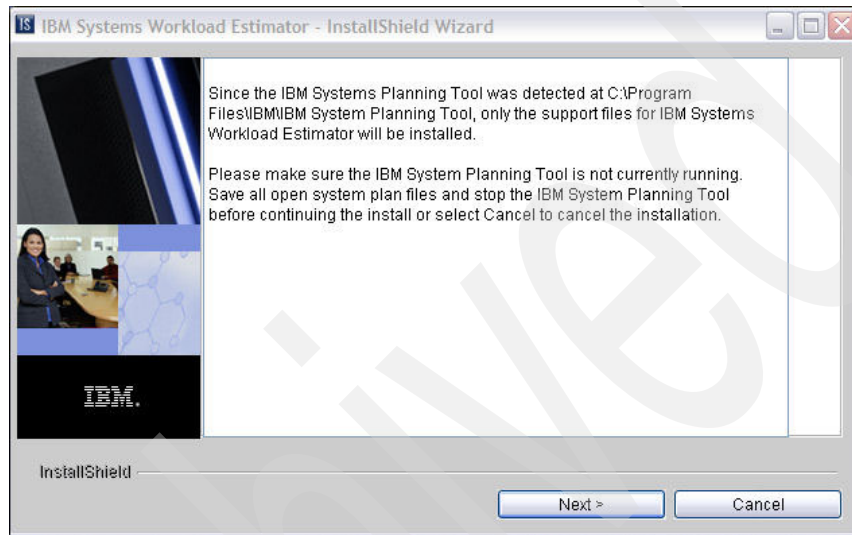 IS IBM Systems Workload Estimator - InstallShield Wizard
Since the IBM Systems Planning Tool was detected at C:\Program
Files\IBM\IBM System Planning Tool, only the support files for IBM Systems
Workload Estimator will be installed.
Please make sure the IBM System Planning Tool is not currently running.
Save all open system plan files and stop the IBM System Planning Tool
before continuing the install or select Cancel to cancel the installation.
IBM.
InstallShield
Next >
Cancel
hived